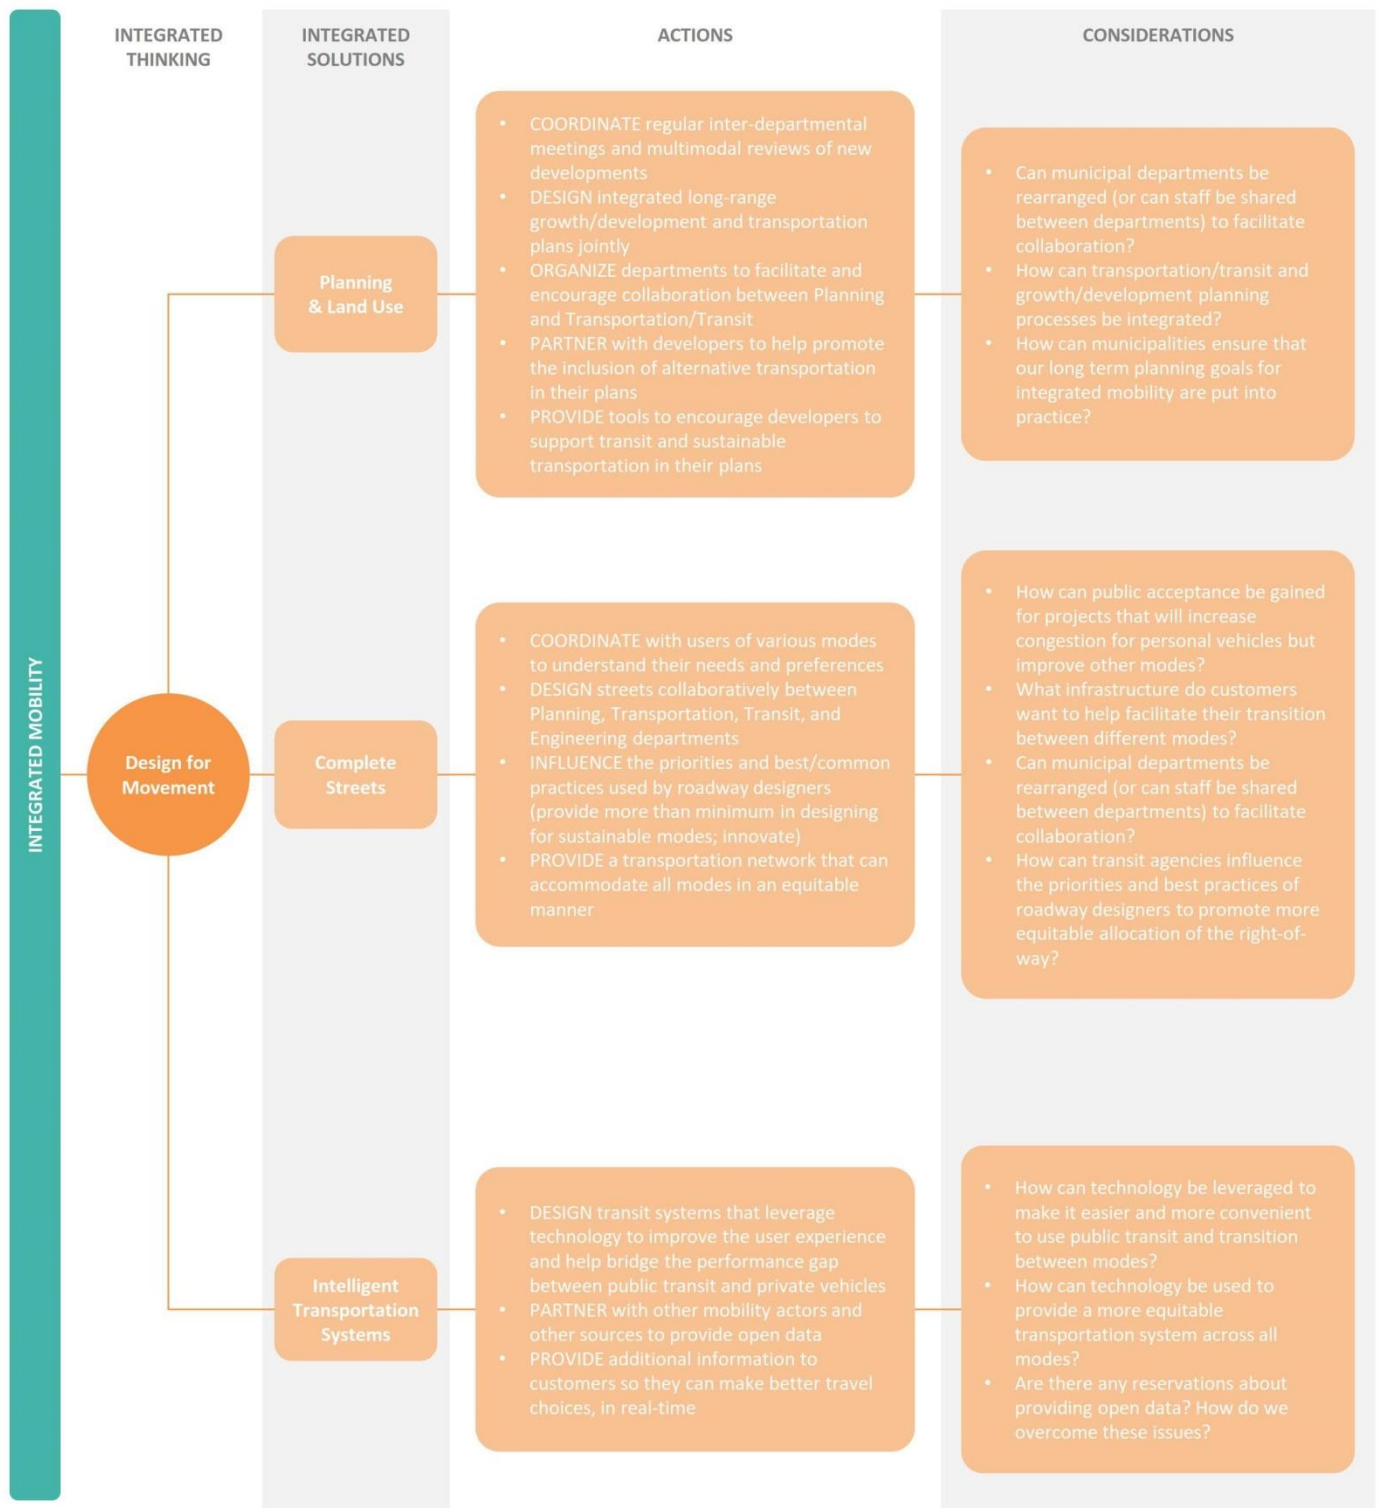 INTEGRATED MOBILITY
INTEGRATED
THINKING
INTEGRATED
SOLUTIONS
ACTIONS
CONSIDERATIONS
Design for
Movement
Planning
& Land Use
• COORDINATE regular inter-departmental
meetings and multimodal reviews of new
developments
• DESIGN integrated long-range
growth/development and transportation
plans jointly
• ORGANIZE departments to facilitate and
encourage collaboration between Planning
and Transportation/Transit
• PARTNER with developers to help promote
the inclusion of alternative transportation
in their plans
• PROVIDE tools to encourage developers to
support transit and sustainable
transportation in their plans
• Can municipal departments be
rearranged (or can staff be shared
between departments) to facilitate
collaboration?
• How can transportation/transit and
growth/development planning
processes be integrated?
• How can municipalities ensure that
our long term planning goals for
integrated mobility are put into
practice?
Complete
Streets
• COORDINATE with users of various modes
to understand their needs and preferences
• DESIGN streets collaboratively between
Planning, Transportation, Transit, and
Engineering departments
• INFLUENCE the priorities and best/common
practices used by roadway designers
(provide more than minimum in designing
for sustainable modes; innovate)
• PROVIDE a transportation network that can
accommodate all modes in an equitable
manner
• How can public acceptance be gained
for projects that will increase
congestion for personal vehicles but
improve other modes?
• What infrastructure do customers
want to help facilitate their transition
between different modes?
• Can municipal departments be
rearranged (or can staff be shared
between departments) to facilitate
collaboration?
• How can transit agencies influence
the priorities and best practices of
roadway designers to promote more
equitable allocation of the right-of-
way?
Intelligent
Transportation
Systems
• DESIGN transit systems that leverage
technology to improve the user experience
and help bridge the performance gap
between public transit and private vehicles
• PARTNER with other mobility actors and
other sources to provide open data
• PROVIDE additional information to
customers so they can make better travel
choices, in real-time
• How can technology be leveraged to
make it easier and more convenient
to use public transit and transition
between modes?
• How can technology be used to
provide a more equitable
transportation system across all
modes?
• Are there any reservations about
providing open data? How do we
overcome these issues?